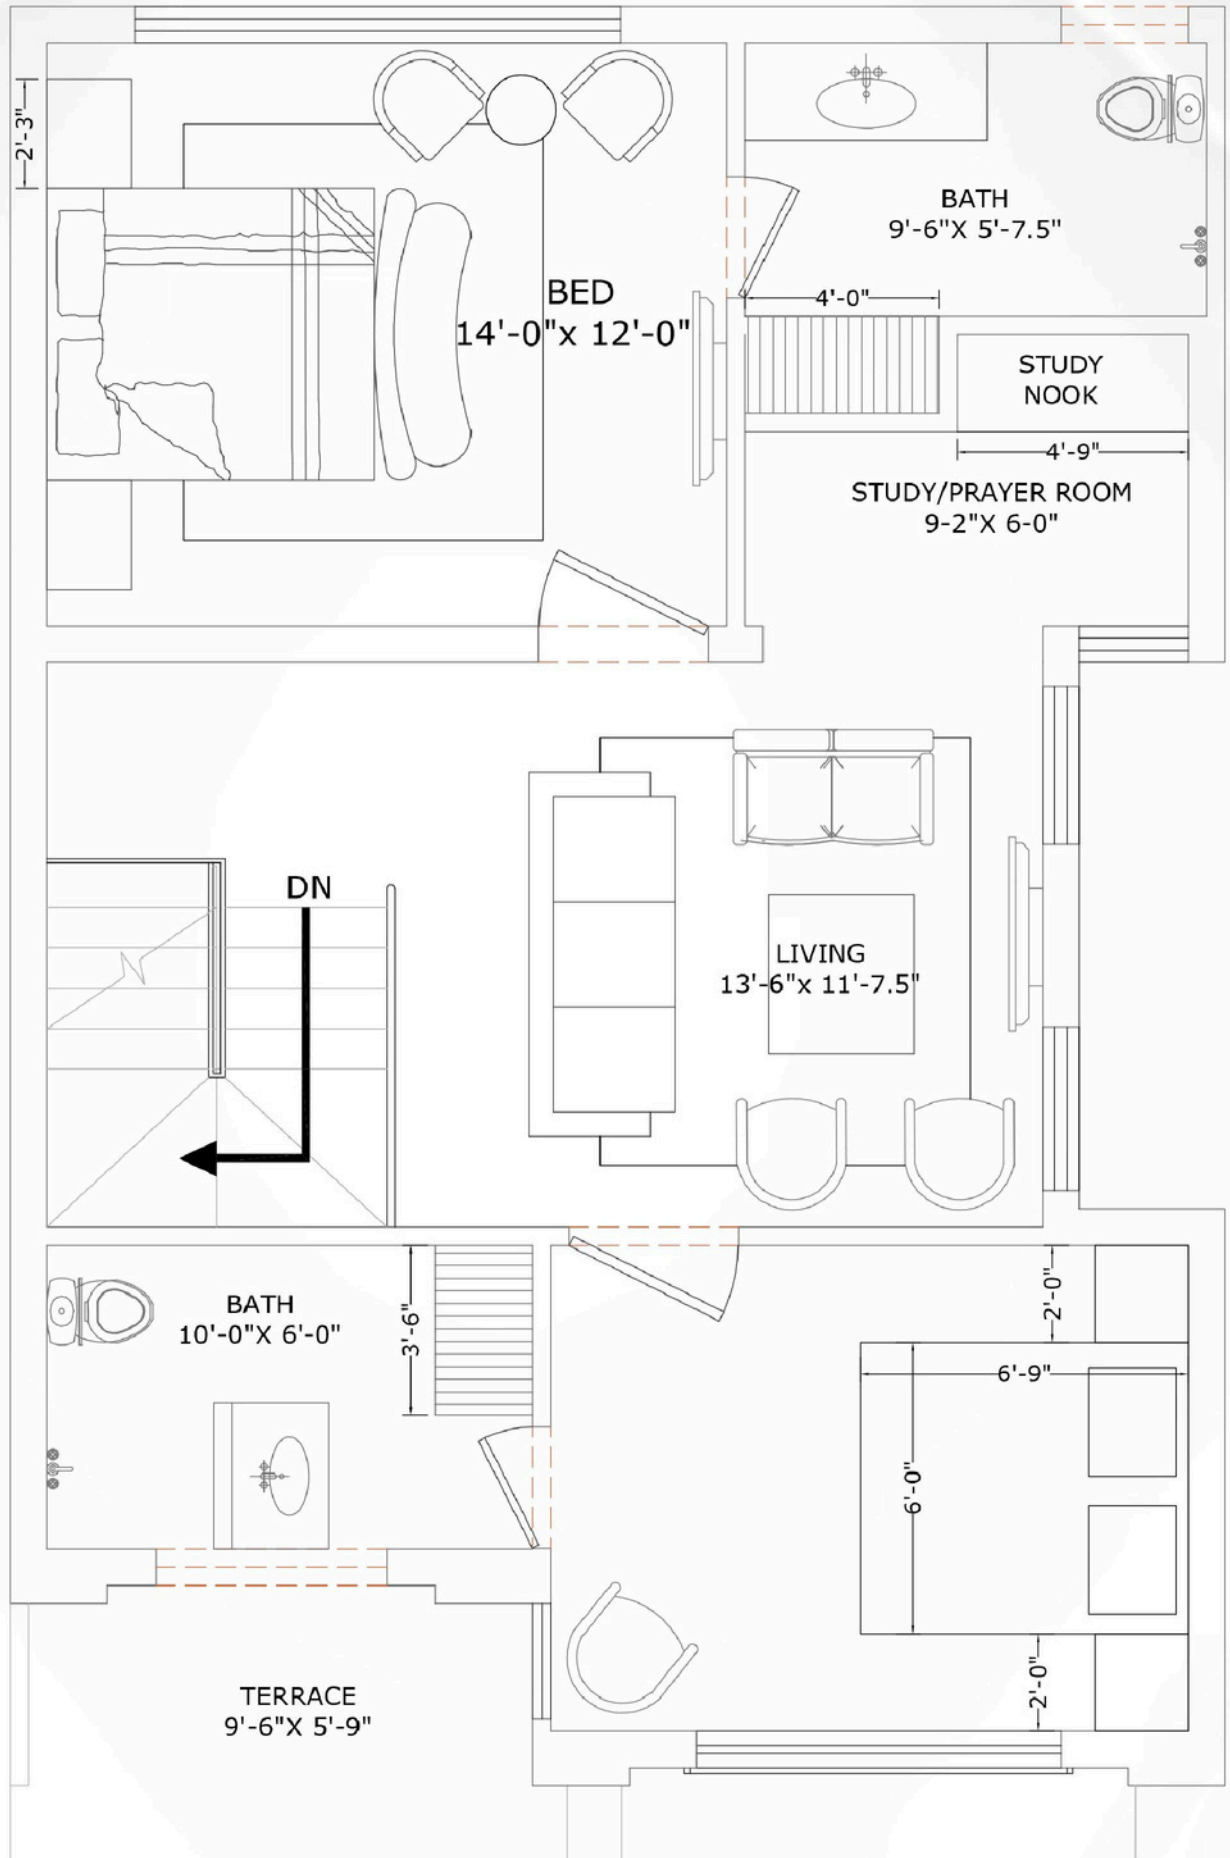 2'-3"
BATH
9'-6"X 5'-7.5"
BED
14'-0"x 12'-0"
4'-0"
STUDY
NOOK
4'-9"
STUDY/PRAYER ROOM
9-2"X 6-0"
DN
LIVING
13'-6"x 11'-7.5"
BATH
10'-0"X 6'-0"
3'-6"
2'-0"
6'-9"
6'-0"
2'-0"
TERRACE
9'-6"X 5'-9"